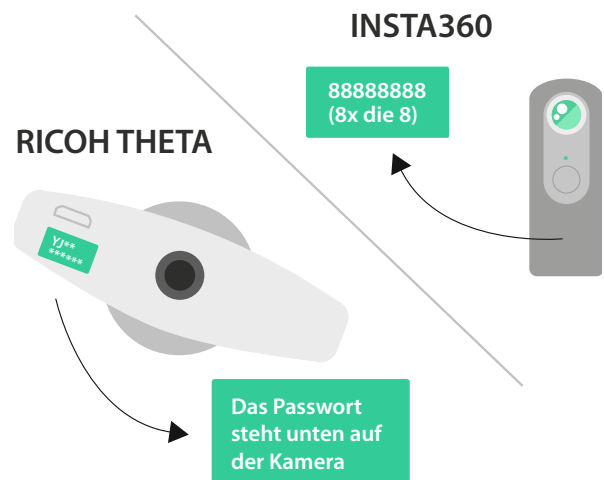 INSTA360
88888888
(8x die 8)
RICOH THETA
YJ**
******
Das Passwort
steht unten auf
der Kamera